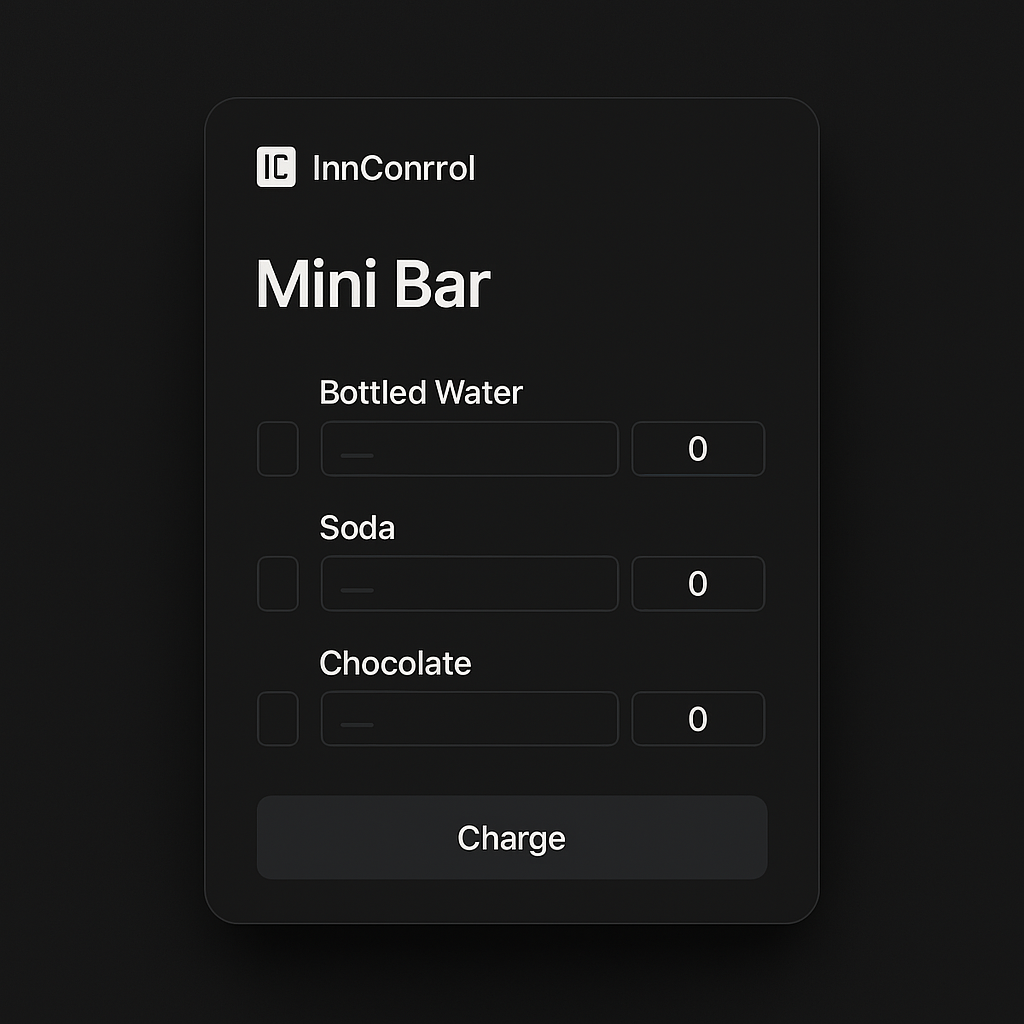 IC InnConrrol
Mini Bar
Bottled Water
— 0
Soda
— 0
Chocolate
— 0
Charge